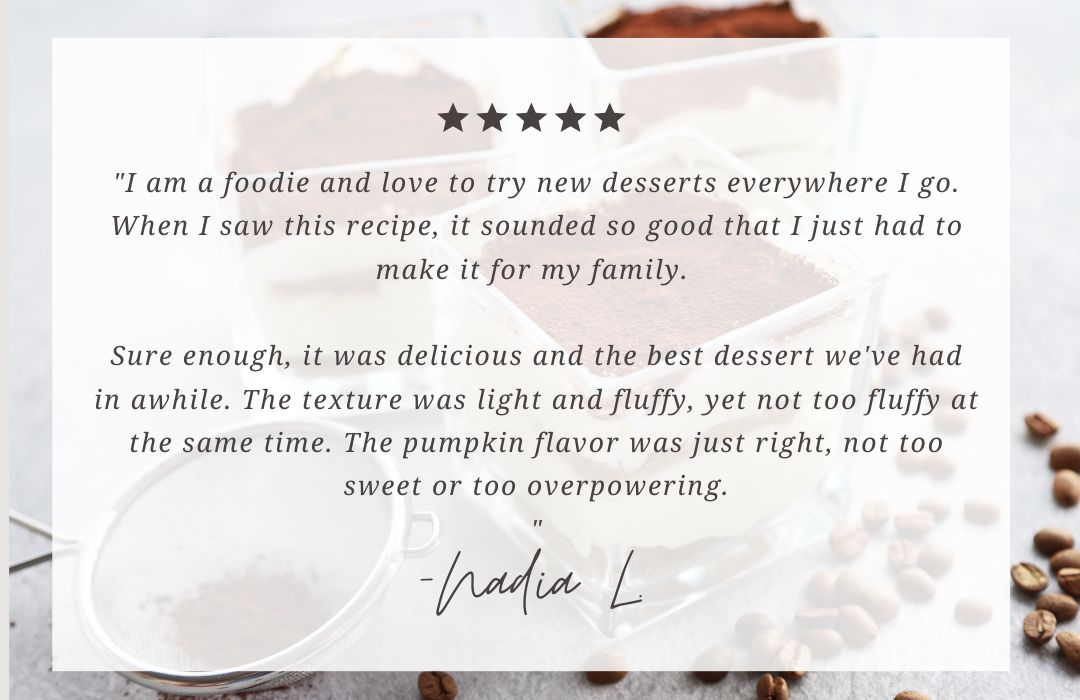 "I am a foodie and love to try new desserts everywhere I go.
When I saw this recipe, it sounded so good that I just had to
make it for my family.
Sure enough, it was delicious and the best dessert we've had
in awhile. The texture was light and fluffy, yet not too fluffy at
the same time. The pumpkin flavor was just right, not too
sweet or too overpowering.
"
-Nadia L.